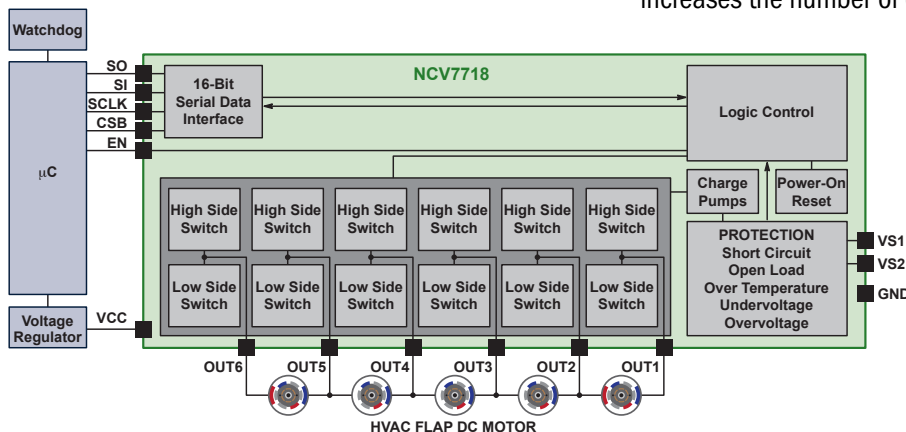 increases the number of
Watchdog
μC
Voltage
Regulator
SO
SI
SCLK
CSB
EN
VCC
NCV7718
16-Bit
Serial Data
Interface
Logic Control
Charge
Pumps
Power-On
Reset
High Side
Switch
High Side
Switch
High Side
Switch
High Side
Switch
High Side
Switch
High Side
Switch
Low Side
Switch
Low Side
Switch
Low Side
Switch
Low Side
Switch
Low Side
Switch
Low Side
Switch
PROTECTION
Short Circuit
Open Load
Over Temperature
Undervoltage
Overvoltage
VS1
VS2
GND
OUT6
OUT5
OUT4
OUT3
OUT2
OUT1
HVAC FLAP DC MOTOR